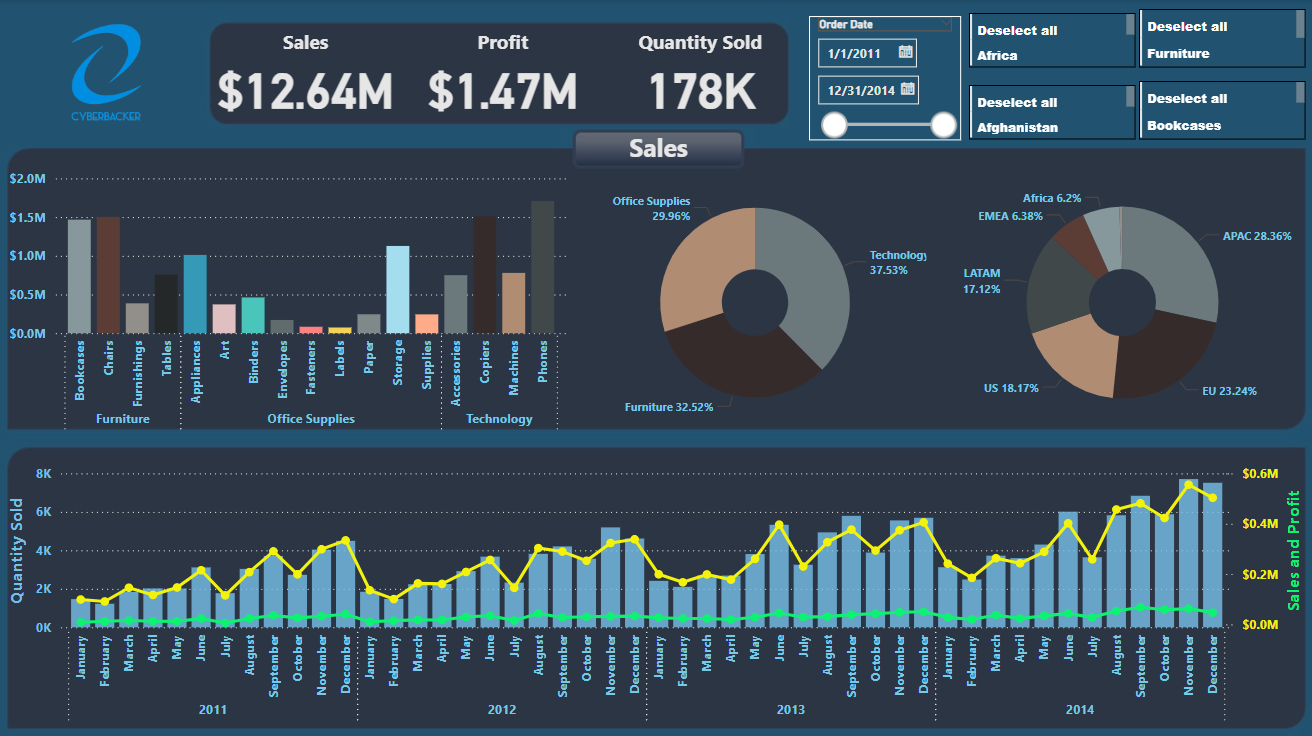 CYBERBACKER
Sales
Profit
Quantity Sold
$12.64M
$1.47M
178K
Order Date
1/1/2011
12/31/2014
Deselect all
Africa
Deselect all
Furniture
Deselect all
Afghanistan
Deselect all
Bookcases
Sales
$2.0M
$1.5M
$1.0M
$0.5M
$0.0M
Bookcases
Chairs
Furnishings
Tables
Appliances
Art
Binders
Envelopes
Fasteners
Labels
Paper
Storage
Supplies
Accessories
Copiers
Machines
Phones
Furniture
Office Supplies
Technology
Office Supplies
29.96%
Technology
37.53%
Furniture 32.52%
Africa 6.2%
EMEA 6.38%
APAC 28.36%
LATAM
17.12%
US 18.17%
EU 23.24%
Quantity Sold
8K
6K
4K
2K
0K
$0.6M
$0.4M
$0.2M
$0.0M
Sales and Profit
January
February
March
April
May
June
July
August
September
October
November
December
January
February
March
April
May
June
July
August
September
October
November
December
January
February
March
April
May
June
July
August
September
October
November
December
January
February
March
April
May
June
July
August
September
October
November
December
2011
2012
2013
2014